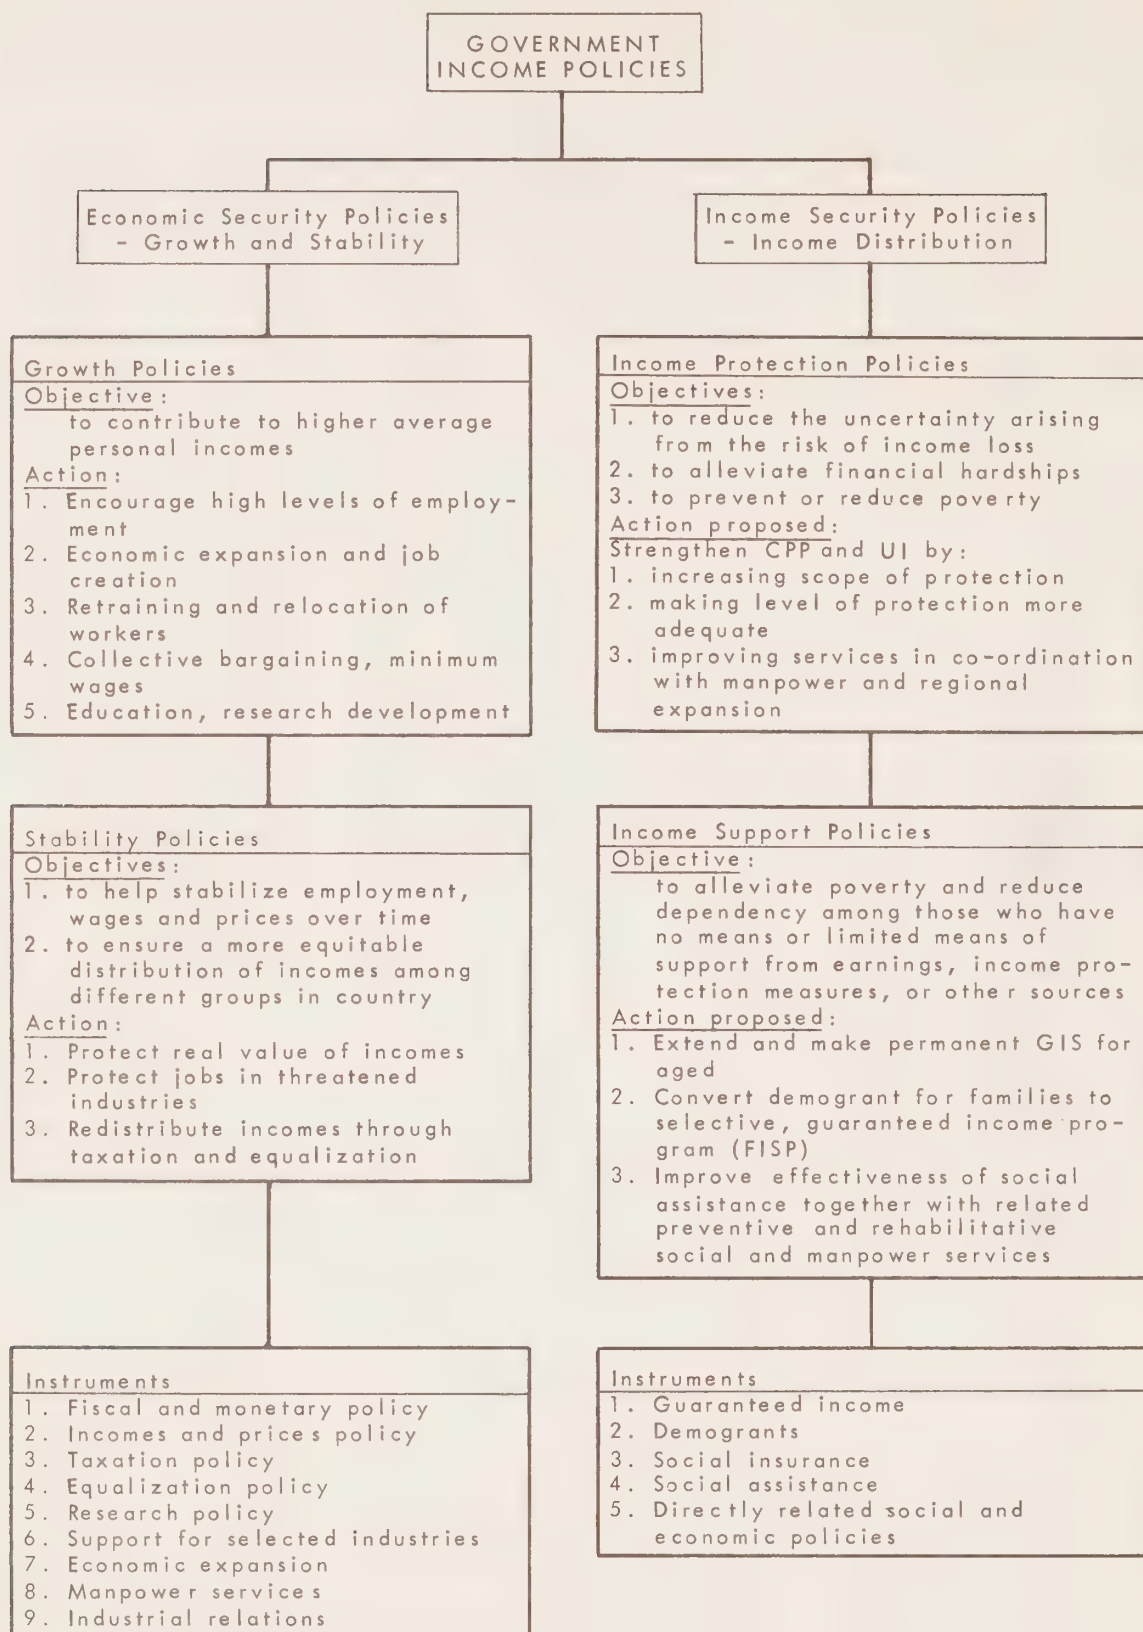 GOVERNMENT
INCOME POLICIES
Economic Security Policies
- Growth and Stability
Growth Policies
Objective:
to contribute to higher average
personal incomes
Action:
1. Encourage high levels of employ-
ment
2. Economic expansion and job
creation
3. Retraining and relocation of
workers
4. Collective bargaining, minimum
wages
5. Education, research development
Stability Policies
Objectives:
1. to help stabilize employment,
wages and prices over time
2. to ensure a more equitable
distribution of incomes among
different groups in country
Action:
1. Protect real value of incomes
2. Protect jobs in threatened
industries
3. Redistribute incomes through
taxation and equalization
Instruments
1. Fiscal and monetary policy
2. Incomes and prices policy
3. Taxation policy
4. Equalization policy
5. Research policy
6. Support for selected industries
7. Economic expansion
8. Manpower services
9. Industrial relations
Income Security Policies
- Income Distribution
Income Protection Policies
Objectives:
1. to reduce the uncertainty arising
from the risk of income loss
2. to alleviate financial hardships
3. to prevent or reduce poverty
Action proposed:
Strengthen CPP and UI by:
1. increasing scope of protection
2. making level of protection more
adequate
3. improving services in co-ordination
with manpower and regional
expansion
Income Support Policies
Objective:
to alleviate poverty and reduce
dependency among those who have
no means or limited means of
support from earnings, income pro-
tection measures, or other sources
Action proposed:
1. Extend and make permanent GIS for
aged
2. Convert demogrant for families to
selective, guaranteed income pro-
gram (FISP)
3. Improve effectiveness of social
assistance together with related
preventive and rehabilitative
social and manpower services
Instruments
1. Guaranteed income
2. Demogrants
3. Social insurance
4. Social assistance
5. Directly related social and
economic policies